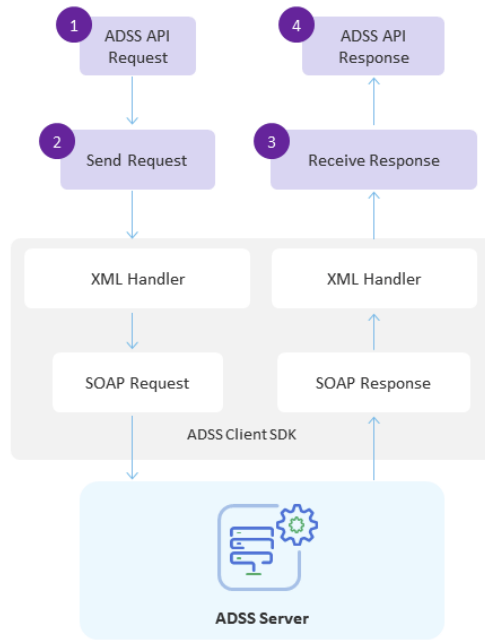 1
ADSS API
Request
4
ADSS API
Response
2
Send Request
3
Receive Response
XML Handler
XML Handler
SOAP Request
SOAP Response
ADSS Client SDK
ADSS Server